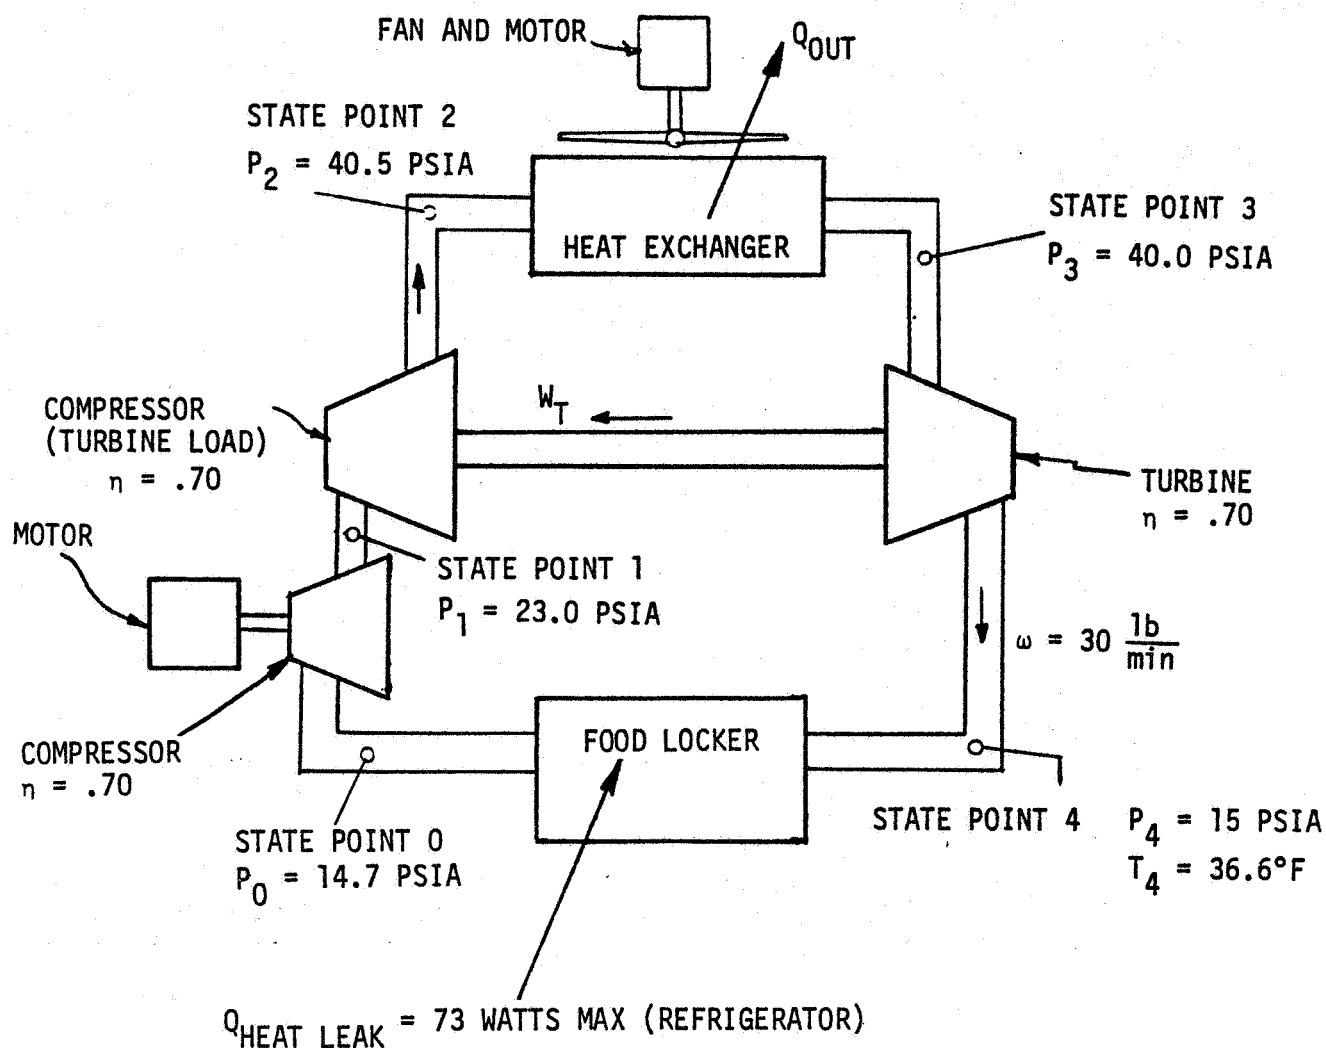 FAN AND MOTOR
Q_OUT
STATE POINT 2
P_2 = 40.5 PSIA
STATE POINT 3
P_3 = 40.0 PSIA
HEAT EXCHANGER
W_T
COMPRESSOR
(TURBINE LOAD)
η = .70
TURBINE
η = .70
MOTOR
STATE POINT 1
P_1 = 23.0 PSIA
ω = 30 lb/min
COMPRESSOR
η = .70
FOOD LOCKER
STATE POINT 0
P_0 = 14.7 PSIA
STATE POINT 4 P_4 = 15 PSIA
T_4 = 36.6°F
Q_HEAT LEAK = 73 WATTS MAX (REFRIGERATOR)